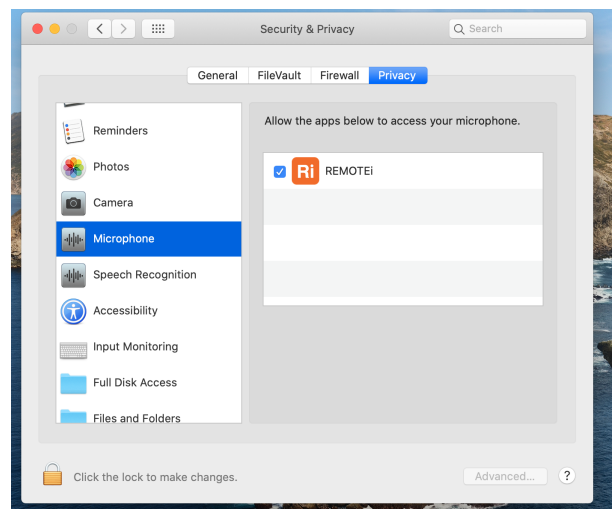 Security & Privacy
Search
General
FileVault
Firewall
Privacy
Reminders
Photos
Camera
Microphone
Speech Recognition
Accessibility
Input Monitoring
Full Disk Access
Files and Folders
Allow the apps below to access your microphone.
Ri REMOTEi
Click the lock to make changes.
Advanced...
?